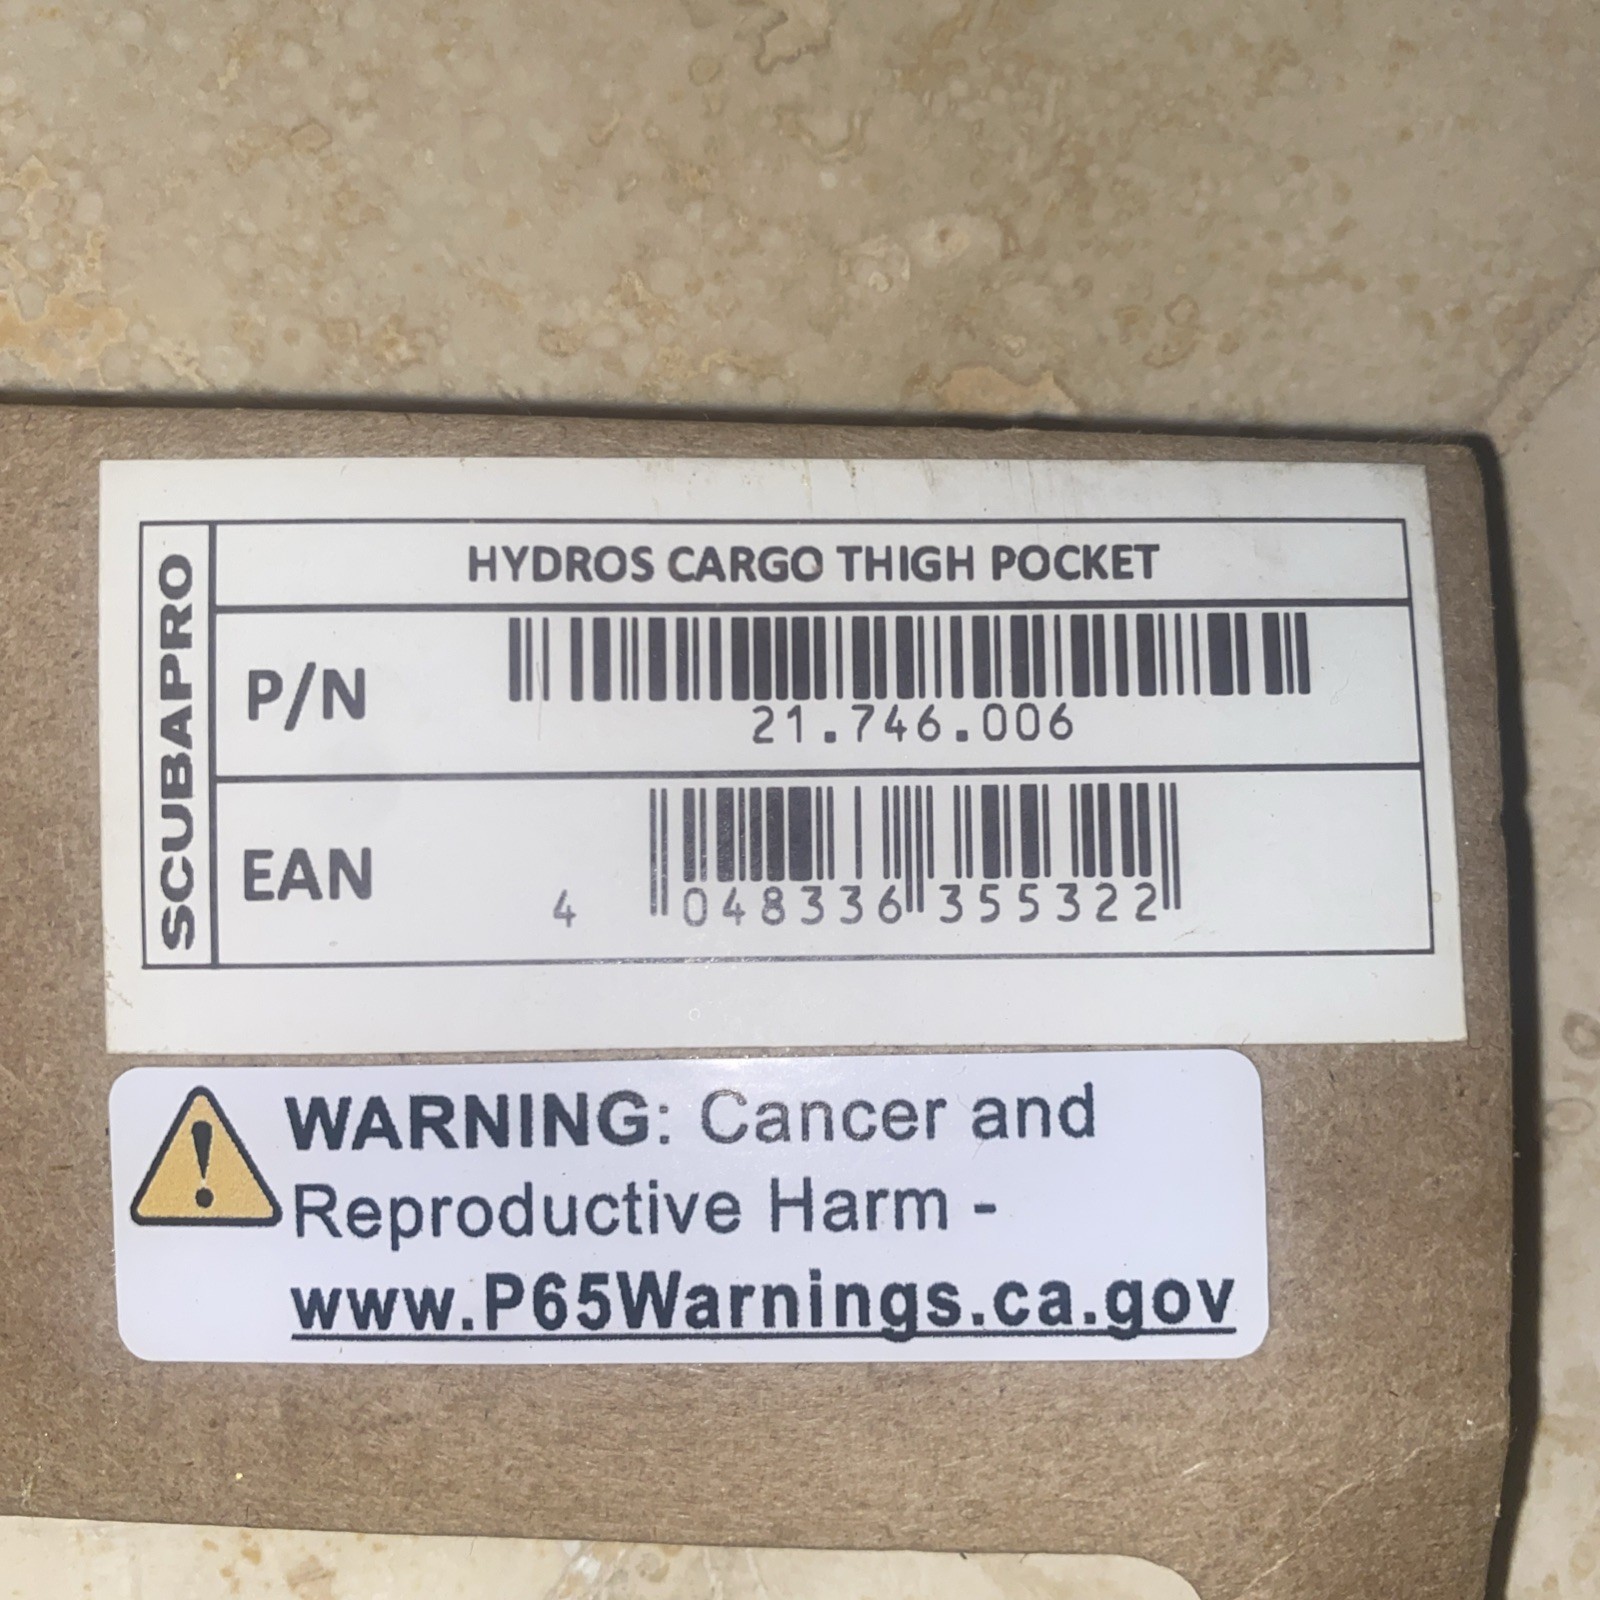 SCUBAPRO
HYDROS CARGO THIGH POCKET
P/N
21.746.006
EAN
4 048336 355322
WARNING: Cancer and
Reproductive Harm -
www.P65Warnings.ca.gov